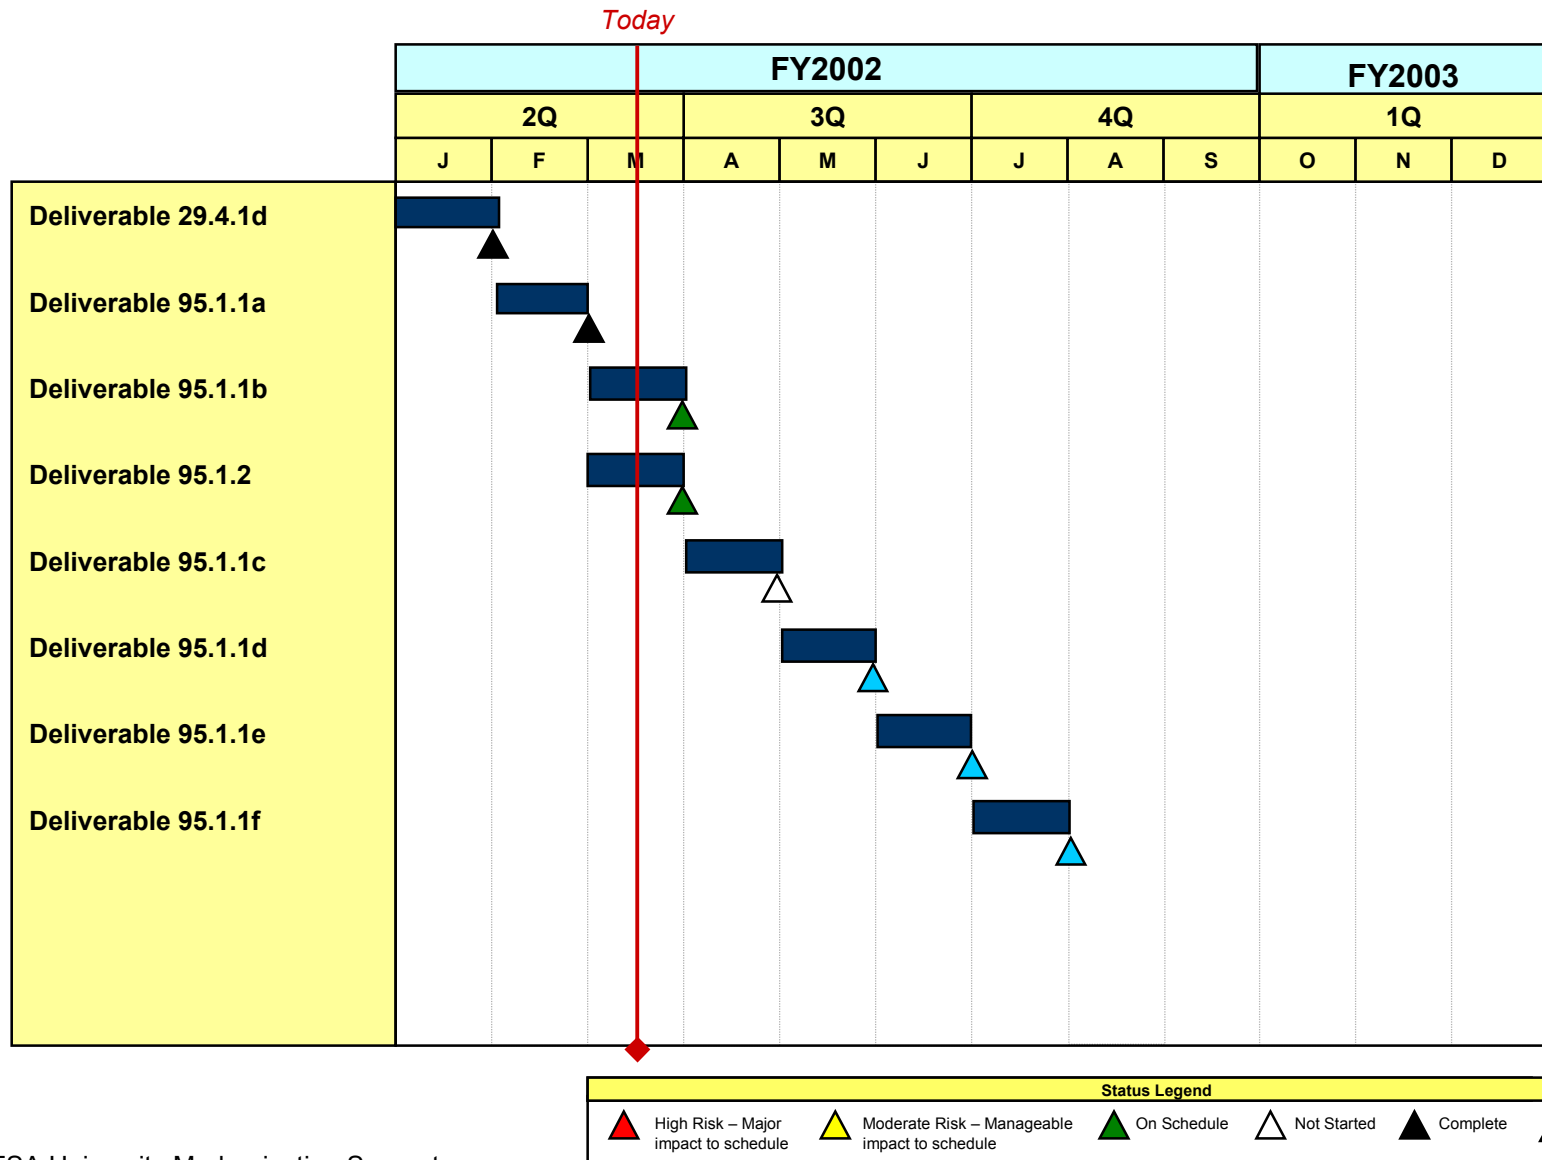 Today
FY2002
FY2003
2Q
3Q
4Q
1Q
J F M A M J J A S O N D
Deliverable 29.4.1d
Deliverable 95.1.1a
Deliverable 95.1.1b
Deliverable 95.1.2
Deliverable 95.1.1c
Deliverable 95.1.1d
Deliverable 95.1.1e
Deliverable 95.1.1f
Status Legend
High Risk – Major
impact to schedule
Moderate Risk – Manageable
impact to schedule
On Schedule
Not Started
Complete